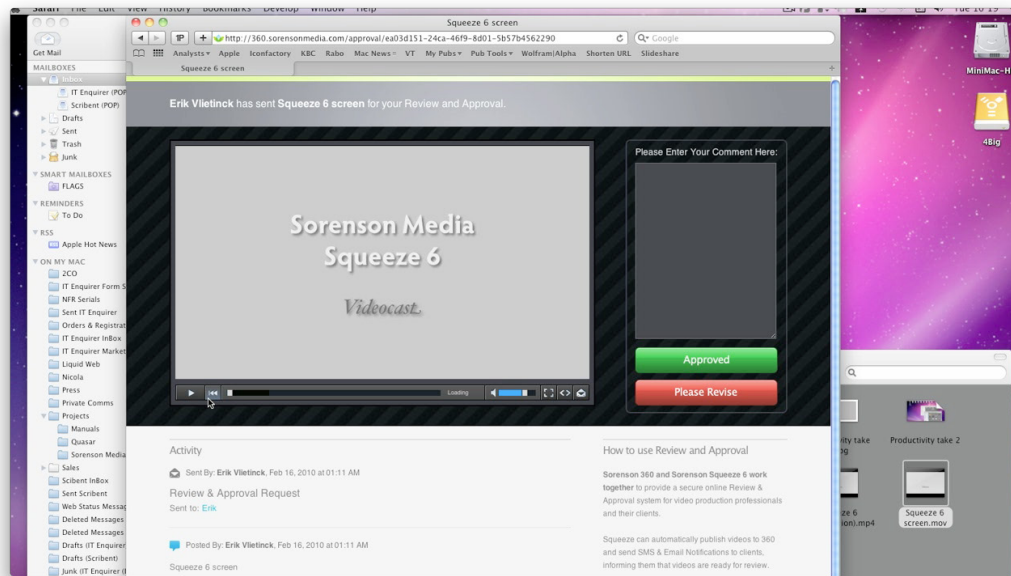 Safari File Edit View History Bookmarks Develop Window Help
Tue 10 19
Squeeze 6 screen
http://360.sorensonmedia.com/approval/ea03d151-24ca-46f9-8d01-5b57b4562290
Google
Analysts Apple Iconfactory KBC Rabo Mac News VT My Pubs Pub Tools Wolfram|Alpha Shorten URL Slideshare
Squeeze 6 screen
Get Mail
MAILBOXES
Inbox
IT Enquirer (POP
Scribent (POP)
Drafts
Sent
Trash
Junk
SMART MAILBOXES
FLAGS
REMINDERS
To Do
RSS
Apple Hot News
ON MY MAC
2CO
IT Enquirer Form S
NFR Serials
Sent IT Enquirer
Orders & Registrat
IT Enquirer InBox
IT Enquirer Market
Liquid Web
Nicola
Press
Private Comms
Projects
Manuals
Quasar
Sorenson Media
Sales
Scibent InBox
Sent Scribent
Web Status Messag
Deleted Messages
Deleted Messages
Drafts (IT Enquirer
Drafts (Scribent)
Junk (IT Enquirer (
Erik Vlietinck has sent Squeeze 6 screen for your Review and Approval.
Sorenson Media
Squeeze 6
Videocast
Loading
Please Enter Your Comment Here:
Approved
Please Revise
Activity
Sent By: Erik Vlietinck, Feb 16, 2010 at 01:11 AM
Review & Approval Request
Sent to: Erik
Posted By: Erik Vlietinck, Feb 16, 2010 at 01:11 AM
Squeeze 6 screen
How to use Review and Approval
Sorenson 360 and Sorenson Squeeze 6 work
together to provide a secure online Review &
Approval system for video production professionals
and their clients.
Squeeze can automatically publish videos to 360
and send SMS & Email Notifications to clients,
informing them that videos are ready for review.
MiniMac-H
4Big
ity take
Productivity take 2
ze 6
ion).mp4
Squeeze 6
screen.mov